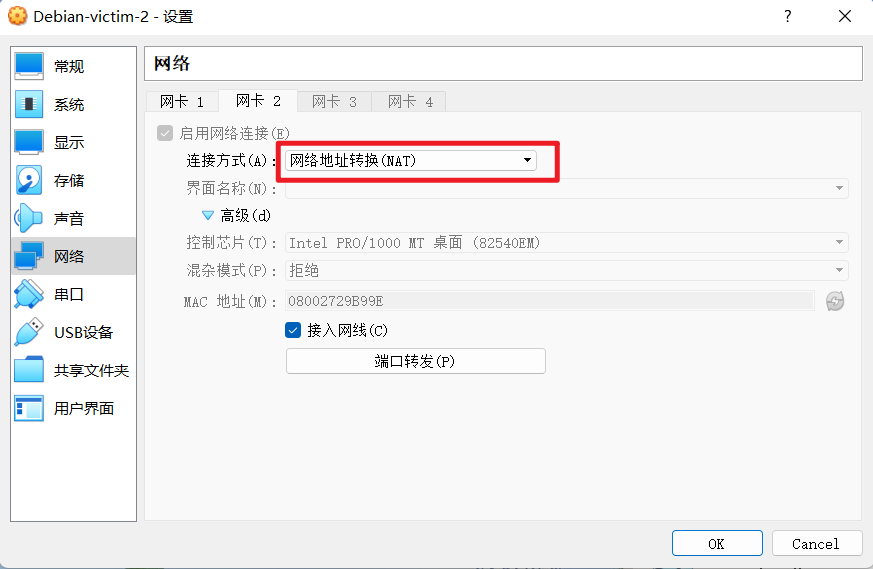 Debian-victim-2 - 设置
?
常规
系统
显示
存储
声音
网络
串口
USB设备
共享文件夹
用户界面
网络
网卡 1 网卡 2 网卡 3 网卡 4
启用网络连接(E)
连接方式(A): 网络地址转换(NAT)
界面名称(N):
高级(d)
控制芯片(T): Intel PRO/1000 MT 桌面 (82540EM)
混杂模式(P): 拒绝
MAC 地址(M): 08002729B99E
接入网线(C)
端口转发(P)
OK Cancel